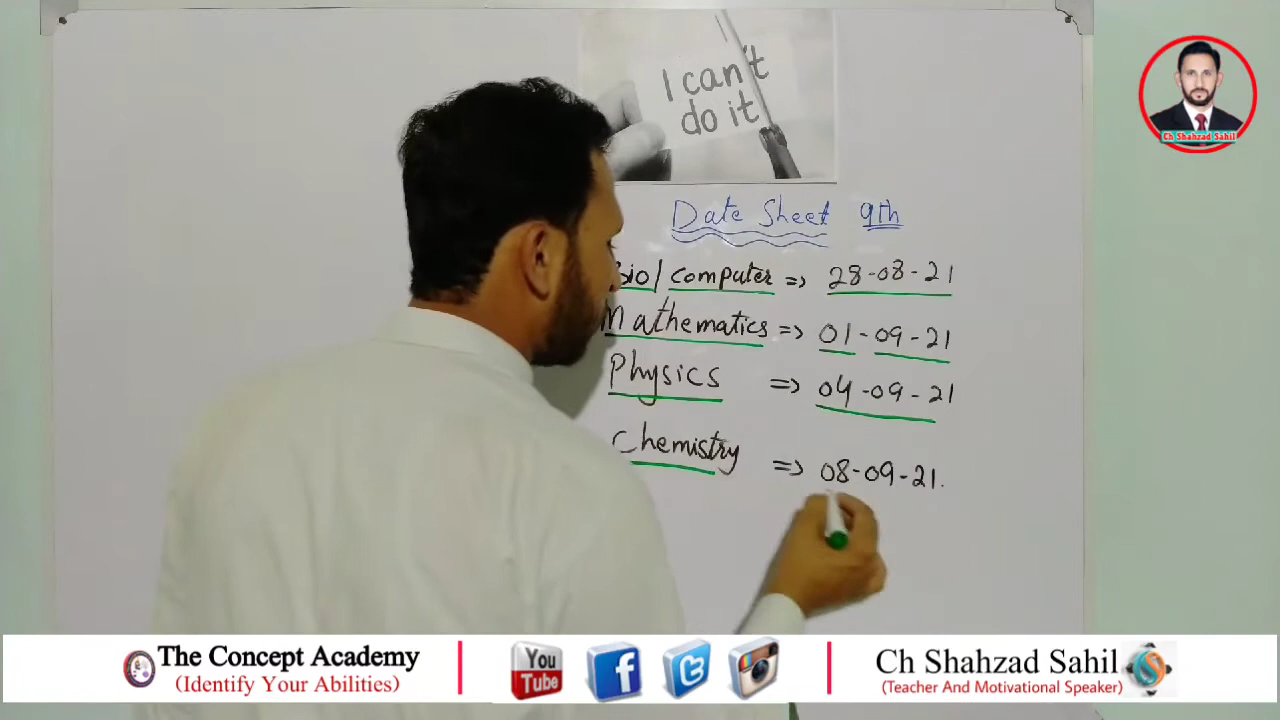 I can't
do it
Ch Shahzad Sahil
Date Sheet 9th
Bio/computer => 28-08-21
Mathematics => 01-09-21
Physics => 04-09-21
Chemistry => 08-09-21.
The Concept Academy
(Identify Your Abilities)
You
Tube
Ch Shahzad Sahil
(Teacher And Motivational Speaker)